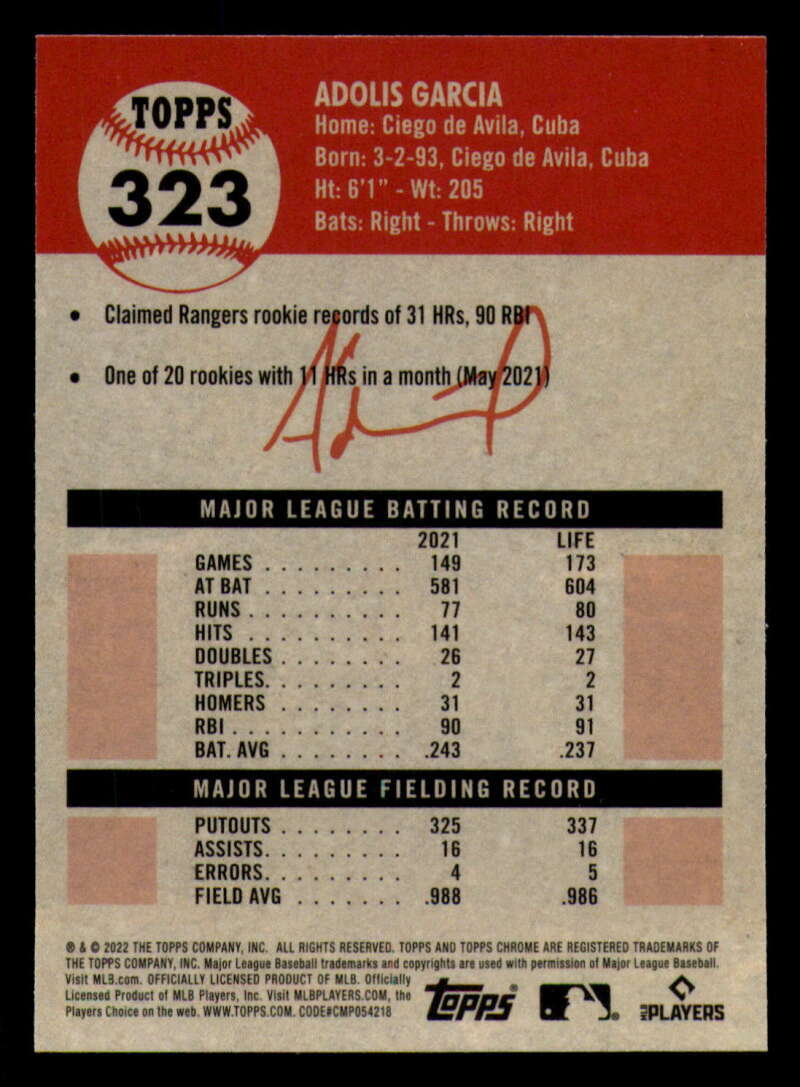 TOPPS
323
ADOLIS GARCIA
Home: Ciego de Avila, Cuba
Born: 3-2-93, Ciego de Avila, Cuba
Ht: 6'1" - Wt: 205
Bats: Right - Throws: Right
• Claimed Rangers rookie records of 31 HRs, 90 RBI
• One of 20 rookies with 11 HRs in a month (May 2021)
MAJOR LEAGUE BATTING RECORD
2021 LIFE
GAMES . . . . . . . . . 149 173
AT BAT . . . . . . . . . 581 604
RUNS . . . . . . . . . . 77 80
HITS . . . . . . . . . . 141 143
DOUBLES . . . . . . . . 26 27
TRIPLES. . . . . . . . . 2 2
HOMERS . . . . . . . . 31 31
RBI . . . . . . . . . . . 90 91
BAT. AVG . . . . . . . . .243 .237
MAJOR LEAGUE FIELDING RECORD
PUTOUTS . . . . . . . . 325 337
ASSISTS. . . . . . . . . 16 16
ERRORS. . . . . . . . . 4 5
FIELD AVG . . . . . . . .988 .986
® & © 2022 THE TOPPS COMPANY, INC. ALL RIGHTS RESERVED. TOPPS AND TOPPS CHROME ARE REGISTERED TRADEMARKS OF
THE TOPPS COMPANY, INC. Major League Baseball trademarks and copyrights are used with permission of Major League Baseball.
Visit MLB.com. OFFICIALLY LICENSED PRODUCT OF MLB. Officially
Licensed Product of MLB Players, Inc. Visit MLBPLAYERS.COM, the
Players Choice on the web. WWW.TOPPS.COM. CODE#CMP054218
Topps®
MLB PLAYERS